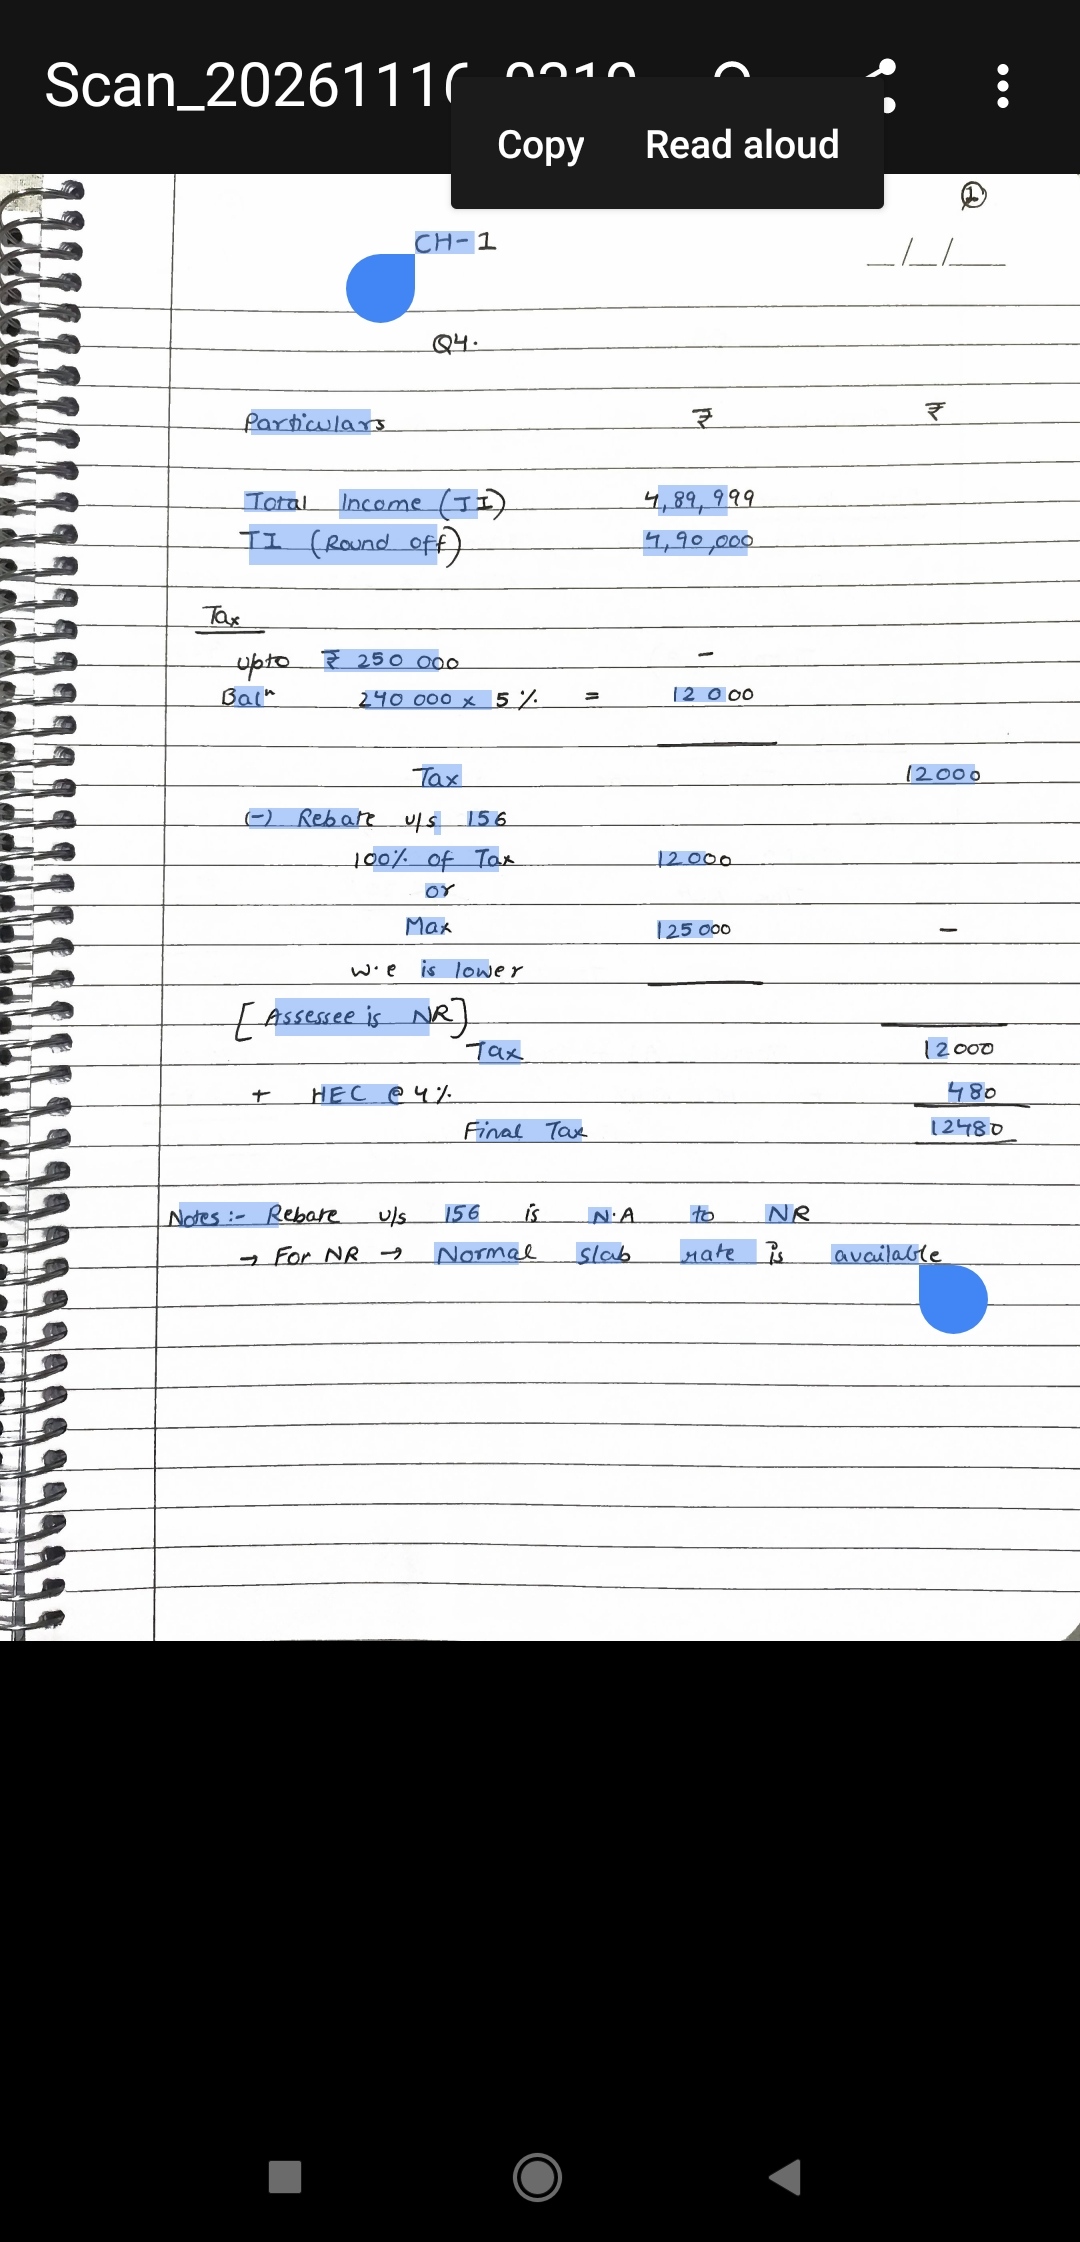 Scan_20261116_0219
Copy Read aloud
1
CH-1
_/_/__
Q4.
Particulars ₹ ₹
Total Income (TI) 4,89,999
TI (Round off) 4,90,000
Tax
upto ₹ 250 000 -
Balⁿ 240 000 x 5% = 12 000
Tax 12000
(-) Rebate u/s 156
100% of Tax 12000
or
Max 125000 -
w.e is lower
[Assessee is NR]
Tax 12000
+ HEC @ 4% 480
Final Tax 12480
Notes :- Rebate u/s 156 is N.A to NR
→ For NR → Normal slab rate is available